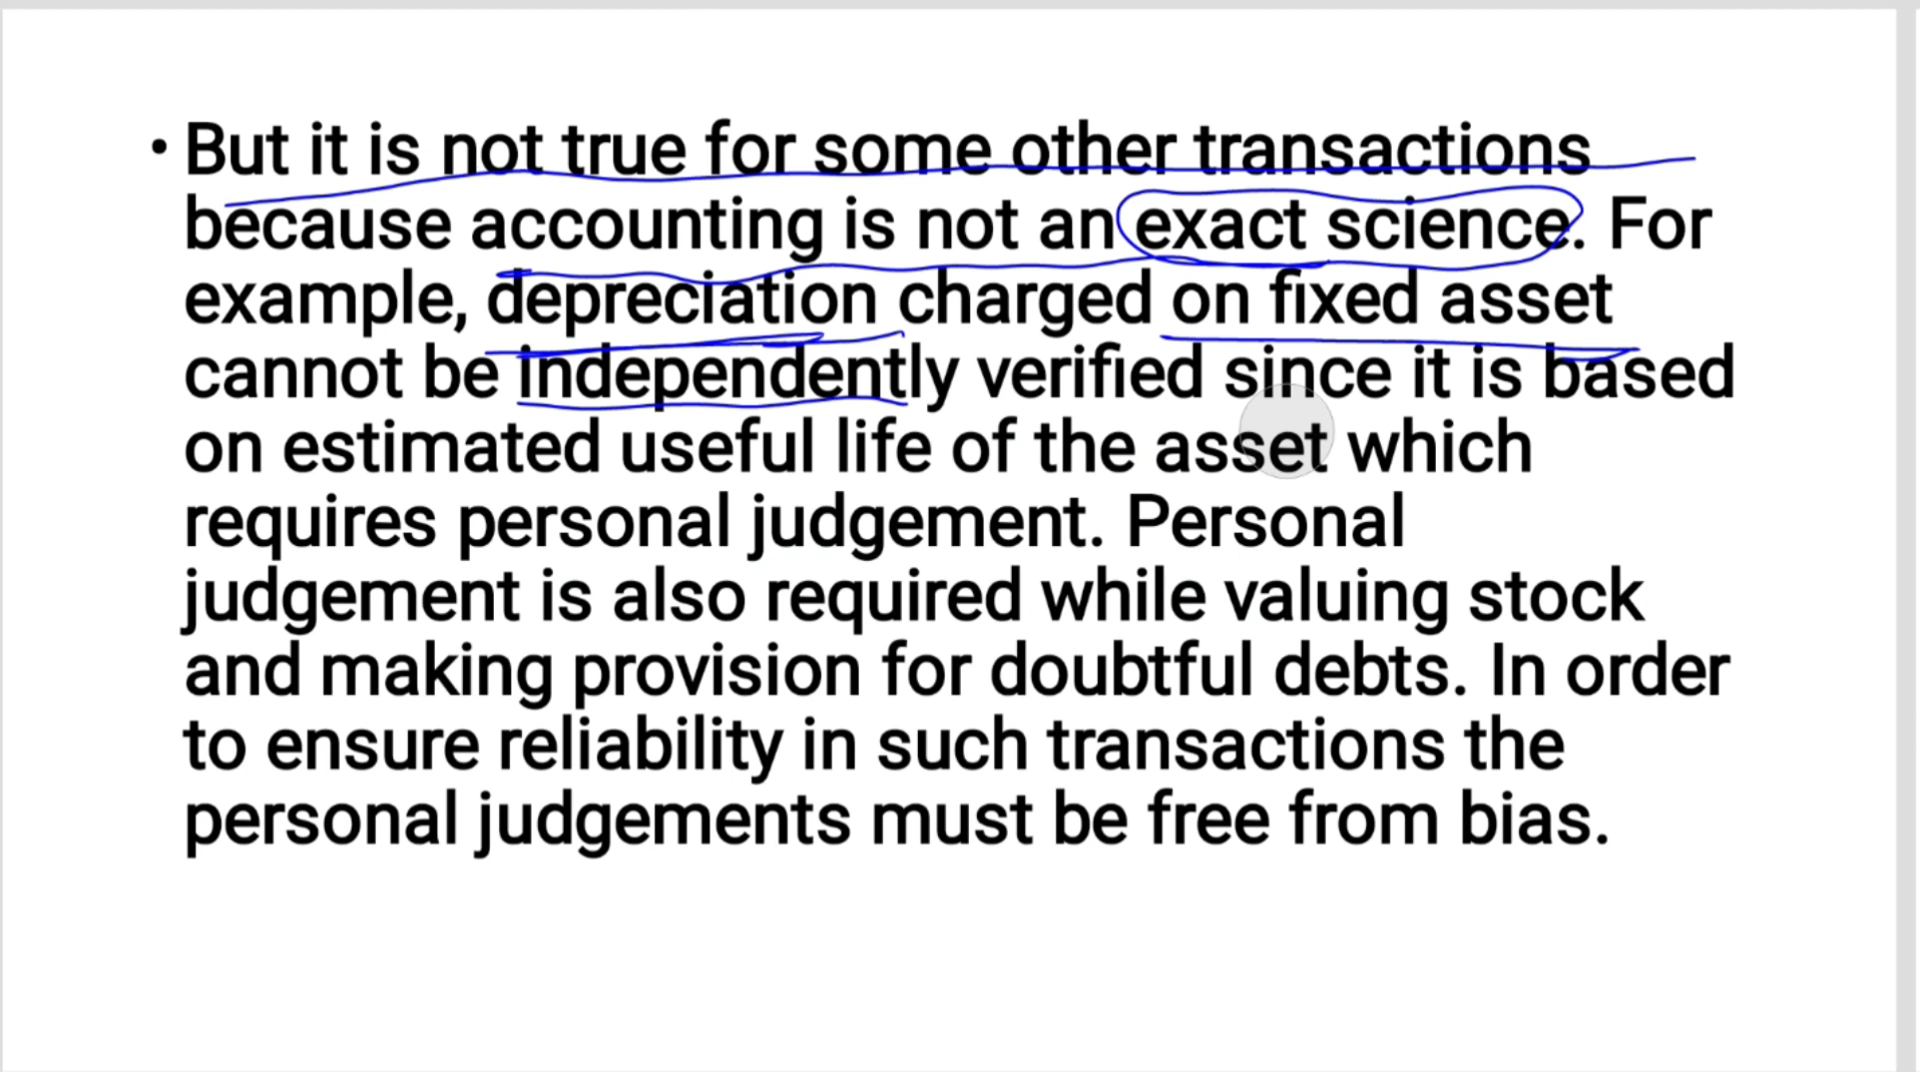 • But it is not true for some other transactions
because accounting is not an exact science. For
example, depreciation charged on fixed asset
cannot be independently verified since it is based
on estimated useful life of the asset which
requires personal judgement. Personal
judgement is also required while valuing stock
and making provision for doubtful debts. In order
to ensure reliability in such transactions the
personal judgements must be free from bias.